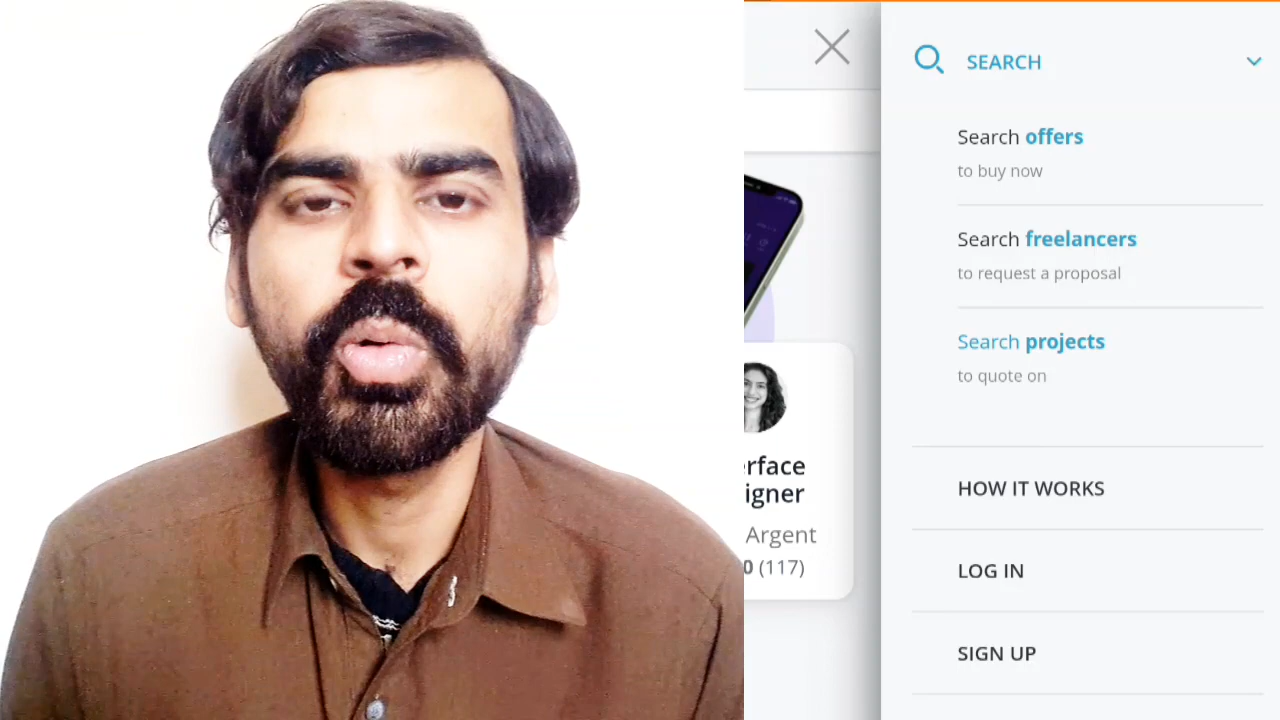 SEARCH
Search offers
to buy now
Search freelancers
to request a proposal
Search projects
to quote on
HOW IT WORKS
LOG IN
SIGN UP
erface
igner
Argent
0 (117)